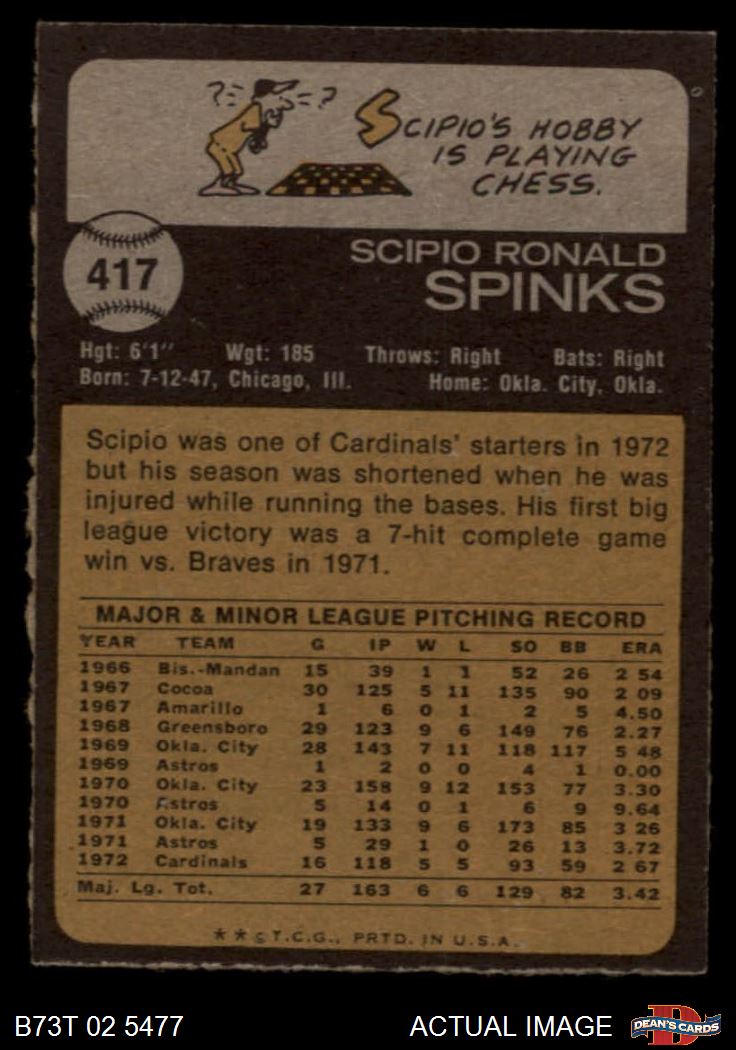 ?
?
SCIPIO'S HOBBY
IS PLAYING
CHESS.
417
SCIPIO RONALD
SPINKS
Hgt: 6'1" Wgt: 185 Throws: Right Bats: Right
Born: 7-12-47, Chicago, Ill. Home: Okla. City, Okla.
Scipio was one of Cardinals' starters in 1972
but his season was shortened when he was
injured while running the bases. His first big
league victory was a 7-hit complete game
win vs. Braves in 1971.
MAJOR & MINOR LEAGUE PITCHING RECORD
YEAR TEAM G IP W L SO BB ERA
1966 Bis.-Mandan 15 39 1 1 52 26 2 54
1967 Cocoa 30 125 5 11 135 90 2 09
1967 Amarillo 1 6 0 1 2 5 4.50
1968 Greensboro 29 123 9 6 149 76 2.27
1969 Okla. City 28 143 7 11 118 117 5 48
1969 Astros 1 2 0 0 4 1 0.00
1970 Okla. City 23 158 9 12 153 77 3.30
1970 Astros 5 14 0 1 6 9 9.64
1971 Okla. City 19 133 9 6 173 85 3 26
1971 Astros 5 29 1 0 26 13 3.72
1972 Cardinals 16 118 5 5 93 59 2 67
Maj. Lg. Tot. 27 163 6 6 129 82 3.42
* * © T.C.G., PRTD. IN U.S.A.
B73T 02 5477 ACTUAL IMAGE DEAN'S CARDS